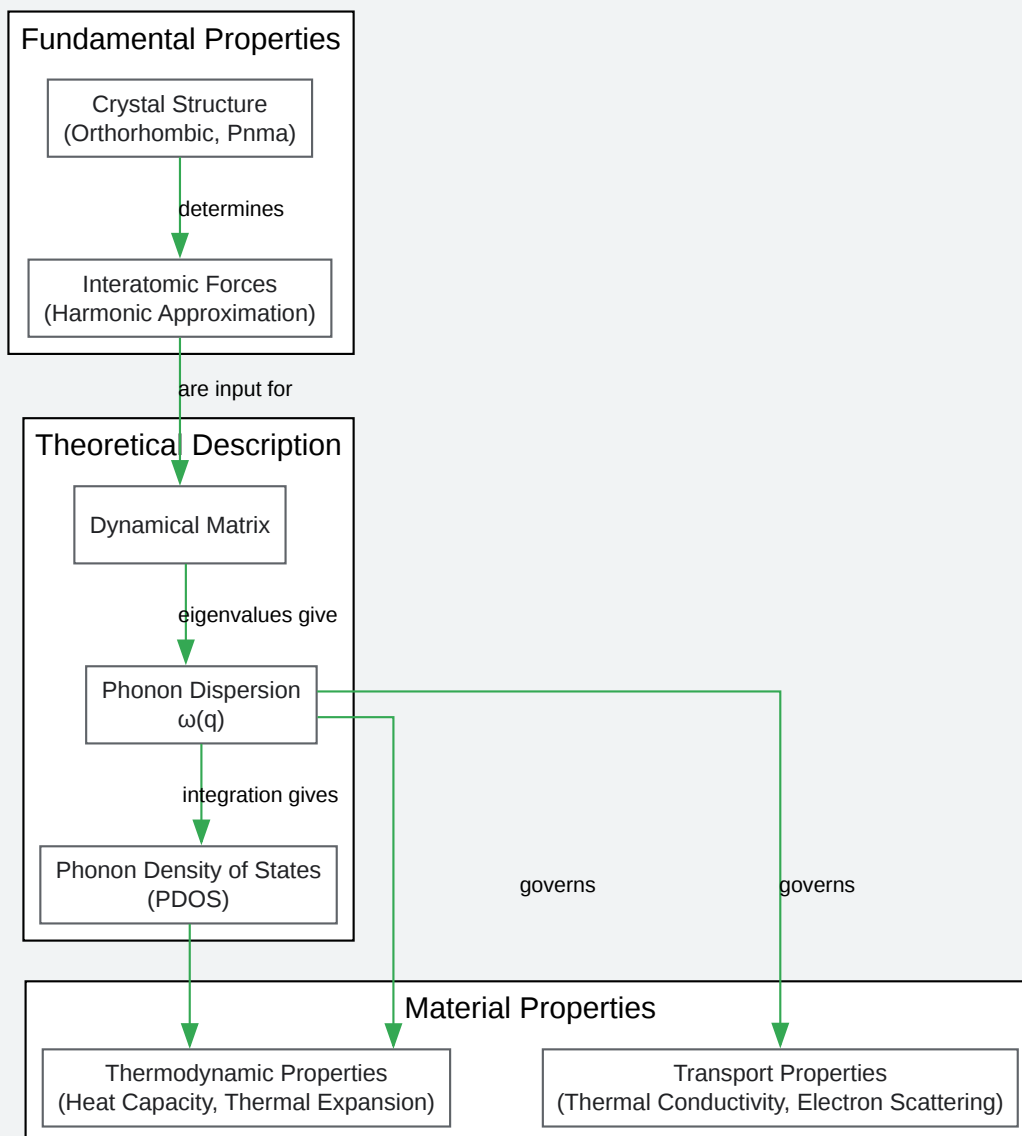 Fundamental Properties
Crystal Structure
(Orthorhombic, Pnma)
determines
Interatomic Forces
(Harmonic Approximation)
are input for
Theoretical Description
Dynamical Matrix
eigenvalues give
Phonon Dispersion
ω(q)
integration gives
Phonon Density of States
(PDOS)
governs
governs
Material Properties
Thermodynamic Properties
(Heat Capacity, Thermal Expansion)
Transport Properties
(Thermal Conductivity, Electron Scattering)